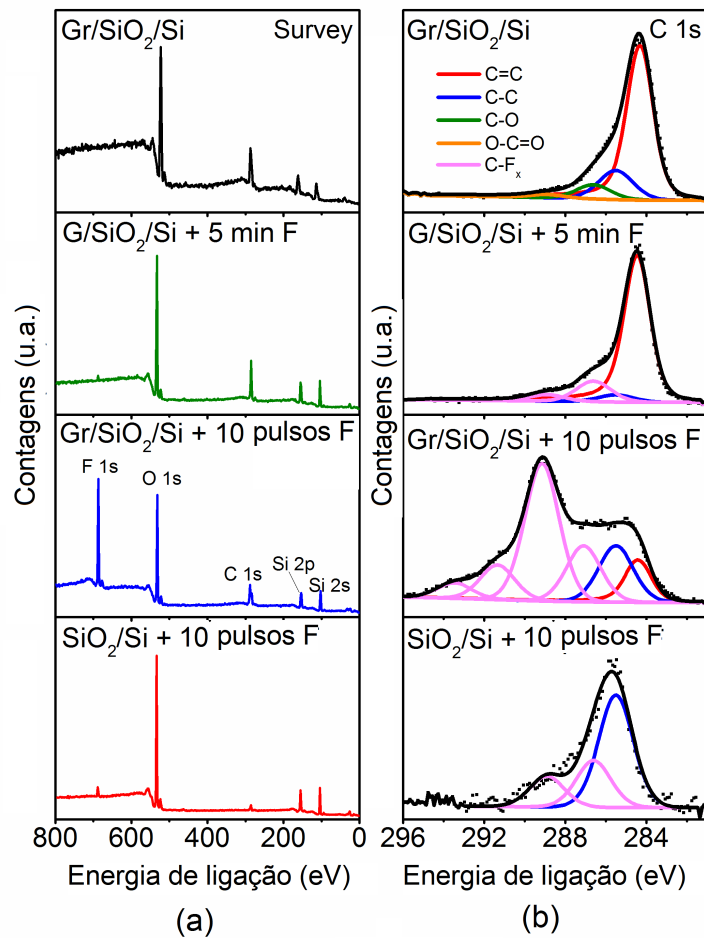 Gr/SiO₂/Si Survey
G/SiO₂/Si + 5 min F
Gr/SiO₂/Si + 10 pulsos F
F 1s
O 1s
C 1s
Si 2p
Si 2s
SiO₂/Si + 10 pulsos F
Contagens (u.a.)
800 600 400 200 0
Energia de ligação (eV)
(a)
Gr/SiO₂/Si C 1s
C=C
C-C
C-O
O-C=O
C-Fₓ
G/SiO₂/Si + 5 min F
Gr/SiO₂/Si + 10 pulsos F
SiO₂/Si + 10 pulsos F
Contagens (u.a.)
296 292 288 284
Energia de ligação (eV)
(b)